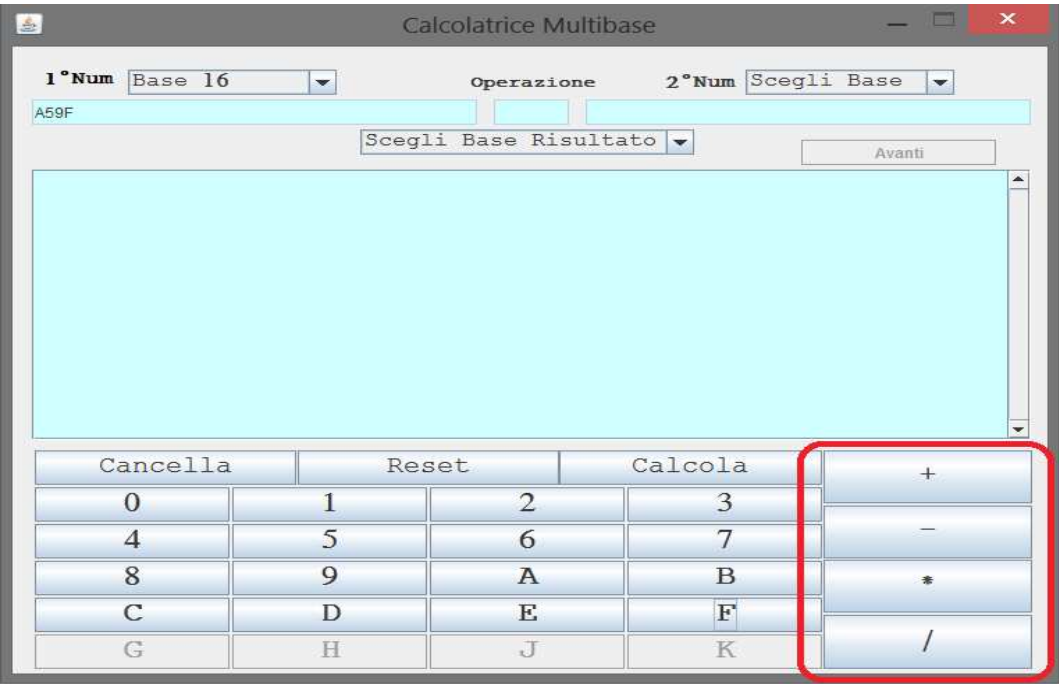 Calcolatrice Multibase
1°Num Base 16 Operazione 2°Num Scegli Base
A59F
Scegli Base Risultato
Avanti
Cancella Reset Calcola +
0 1 2 3
4 5 6 7 -
8 9 A B *
C D E F
G H J K /